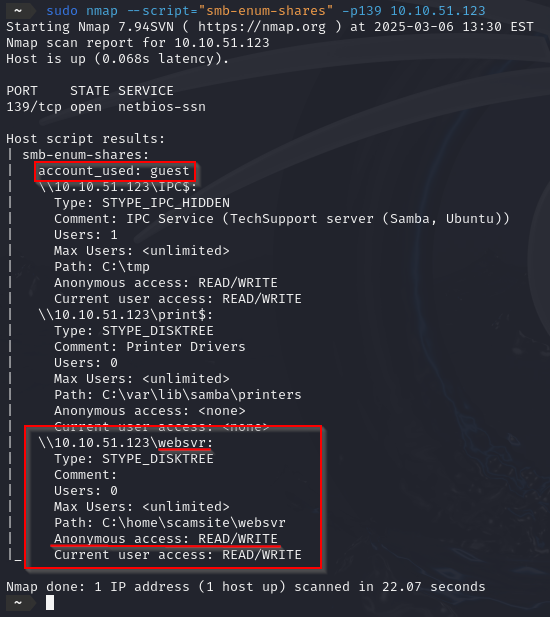 ~ sudo nmap --script="smb-enum-shares" -p139 10.10.51.123
Starting Nmap 7.94SVN ( https://nmap.org ) at 2025-03-06 13:30 EST
Nmap scan report for 10.10.51.123
Host is up (0.068s latency).

PORT    STATE SERVICE
139/tcp open  netbios-ssn

Host script results:
| smb-enum-shares:
|   account_used: guest
|   \\10.10.51.123\IPC$:
|     Type: STYPE_IPC_HIDDEN
|     Comment: IPC Service (TechSupport server (Samba, Ubuntu))
|     Users: 1
|     Max Users: <unlimited>
|     Path: C:\tmp
|     Anonymous access: READ/WRITE
|     Current user access: READ/WRITE
|   \\10.10.51.123\print$:
|     Type: STYPE_DISKTREE
|     Comment: Printer Drivers
|     Users: 0
|     Max Users: <unlimited>
|     Path: C:\var\lib\samba\printers
|     Anonymous access: <none>
|     Current user access: <none>
|   \\10.10.51.123\websvr:
|     Type: STYPE_DISKTREE
|     Comment:
|     Users: 0
|     Max Users: <unlimited>
|     Path: C:\home\scamsite\websvr
|     Anonymous access: READ/WRITE
|_    Current user access: READ/WRITE

Nmap done: 1 IP address (1 host up) scanned in 22.07 seconds
~